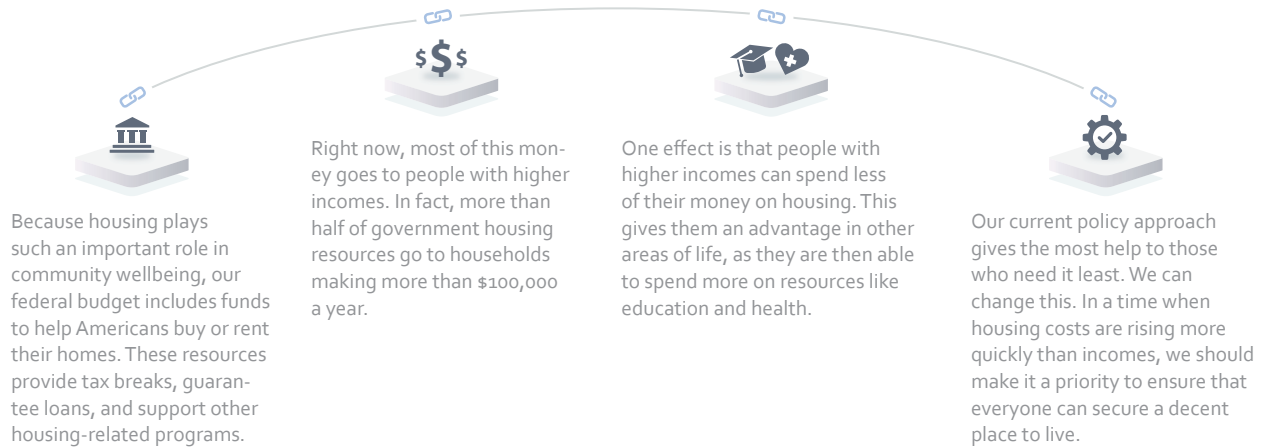 Because housing plays
such an important role in
community wellbeing, our
federal budget includes funds
to help Americans buy or rent
their homes. These resources
provide tax breaks, guaran-
tee loans, and support other
housing-related programs.
Right now, most of this mon-
ey goes to people with higher
incomes. In fact, more than
half of government housing
resources go to households
making more than $100,000
a year.
One effect is that people with
higher incomes can spend less
of their money on housing. This
gives them an advantage in other
areas of life, as they are then able
to spend more on resources like
education and health.
Our current policy approach
gives the most help to those
who need it least. We can
change this. In a time when
housing costs are rising more
quickly than incomes, we should
make it a priority to ensure that
everyone can secure a decent
place to live.